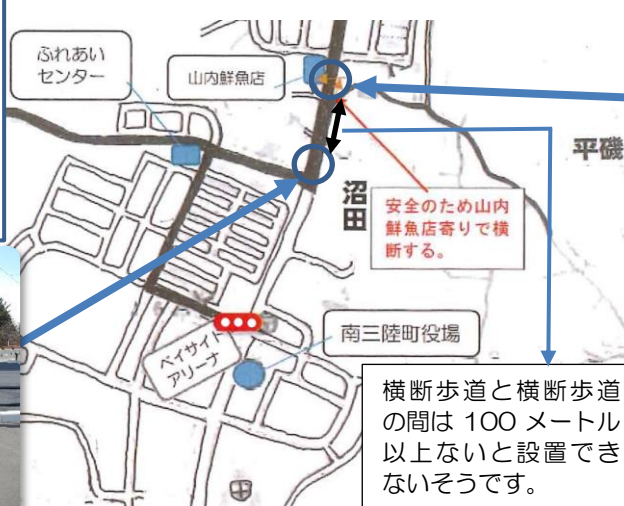 ふれあい
センター
山内鮮魚店
平磯
沼田
安全のため山内
鮮魚店寄りで横
断する。
南三陸町役場
ベイサイト
アリーナ
横断歩道と横断歩道
の間は 100 メートル
以上ないと設置でき
ないそうです。